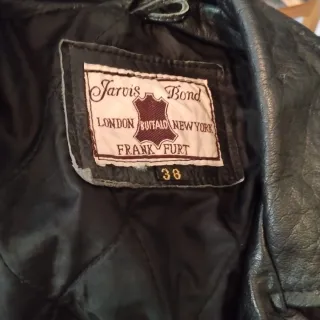 Jarvis Bond
LONDON BUFFALO NEW YORK
FRANK FURT
38